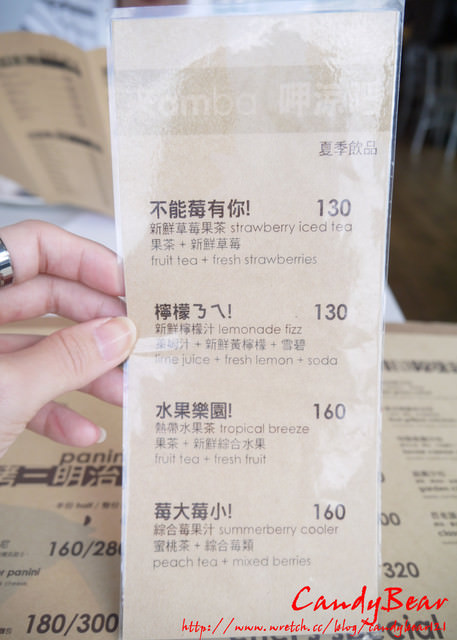 kamba 呷涼吧
夏季飲品
不能莓有你! 130
新鮮草莓果茶 strawberry iced tea
果茶 + 新鮮草莓
fruit tea + fresh strawberries
檸檬ㄋㄟ! 130
新鮮檸檬汁 lemonade fizz
萊姆汁 + 新鮮黃檸檬 + 雪碧
lime juice + fresh lemon + soda
水果樂園! 160
熱帶水果茶 tropical breeze
果茶 + 新鮮綜合水果
fruit tea + fresh fruit
莓大莓小! 160
綜合莓果汁 summerberry cooler
蜜桃茶 + 綜合莓類
peach tea + mixed berries
panini
160/280
panini
180/300
320
CandyBear
http://www.wretch.cc/blog/candybear121